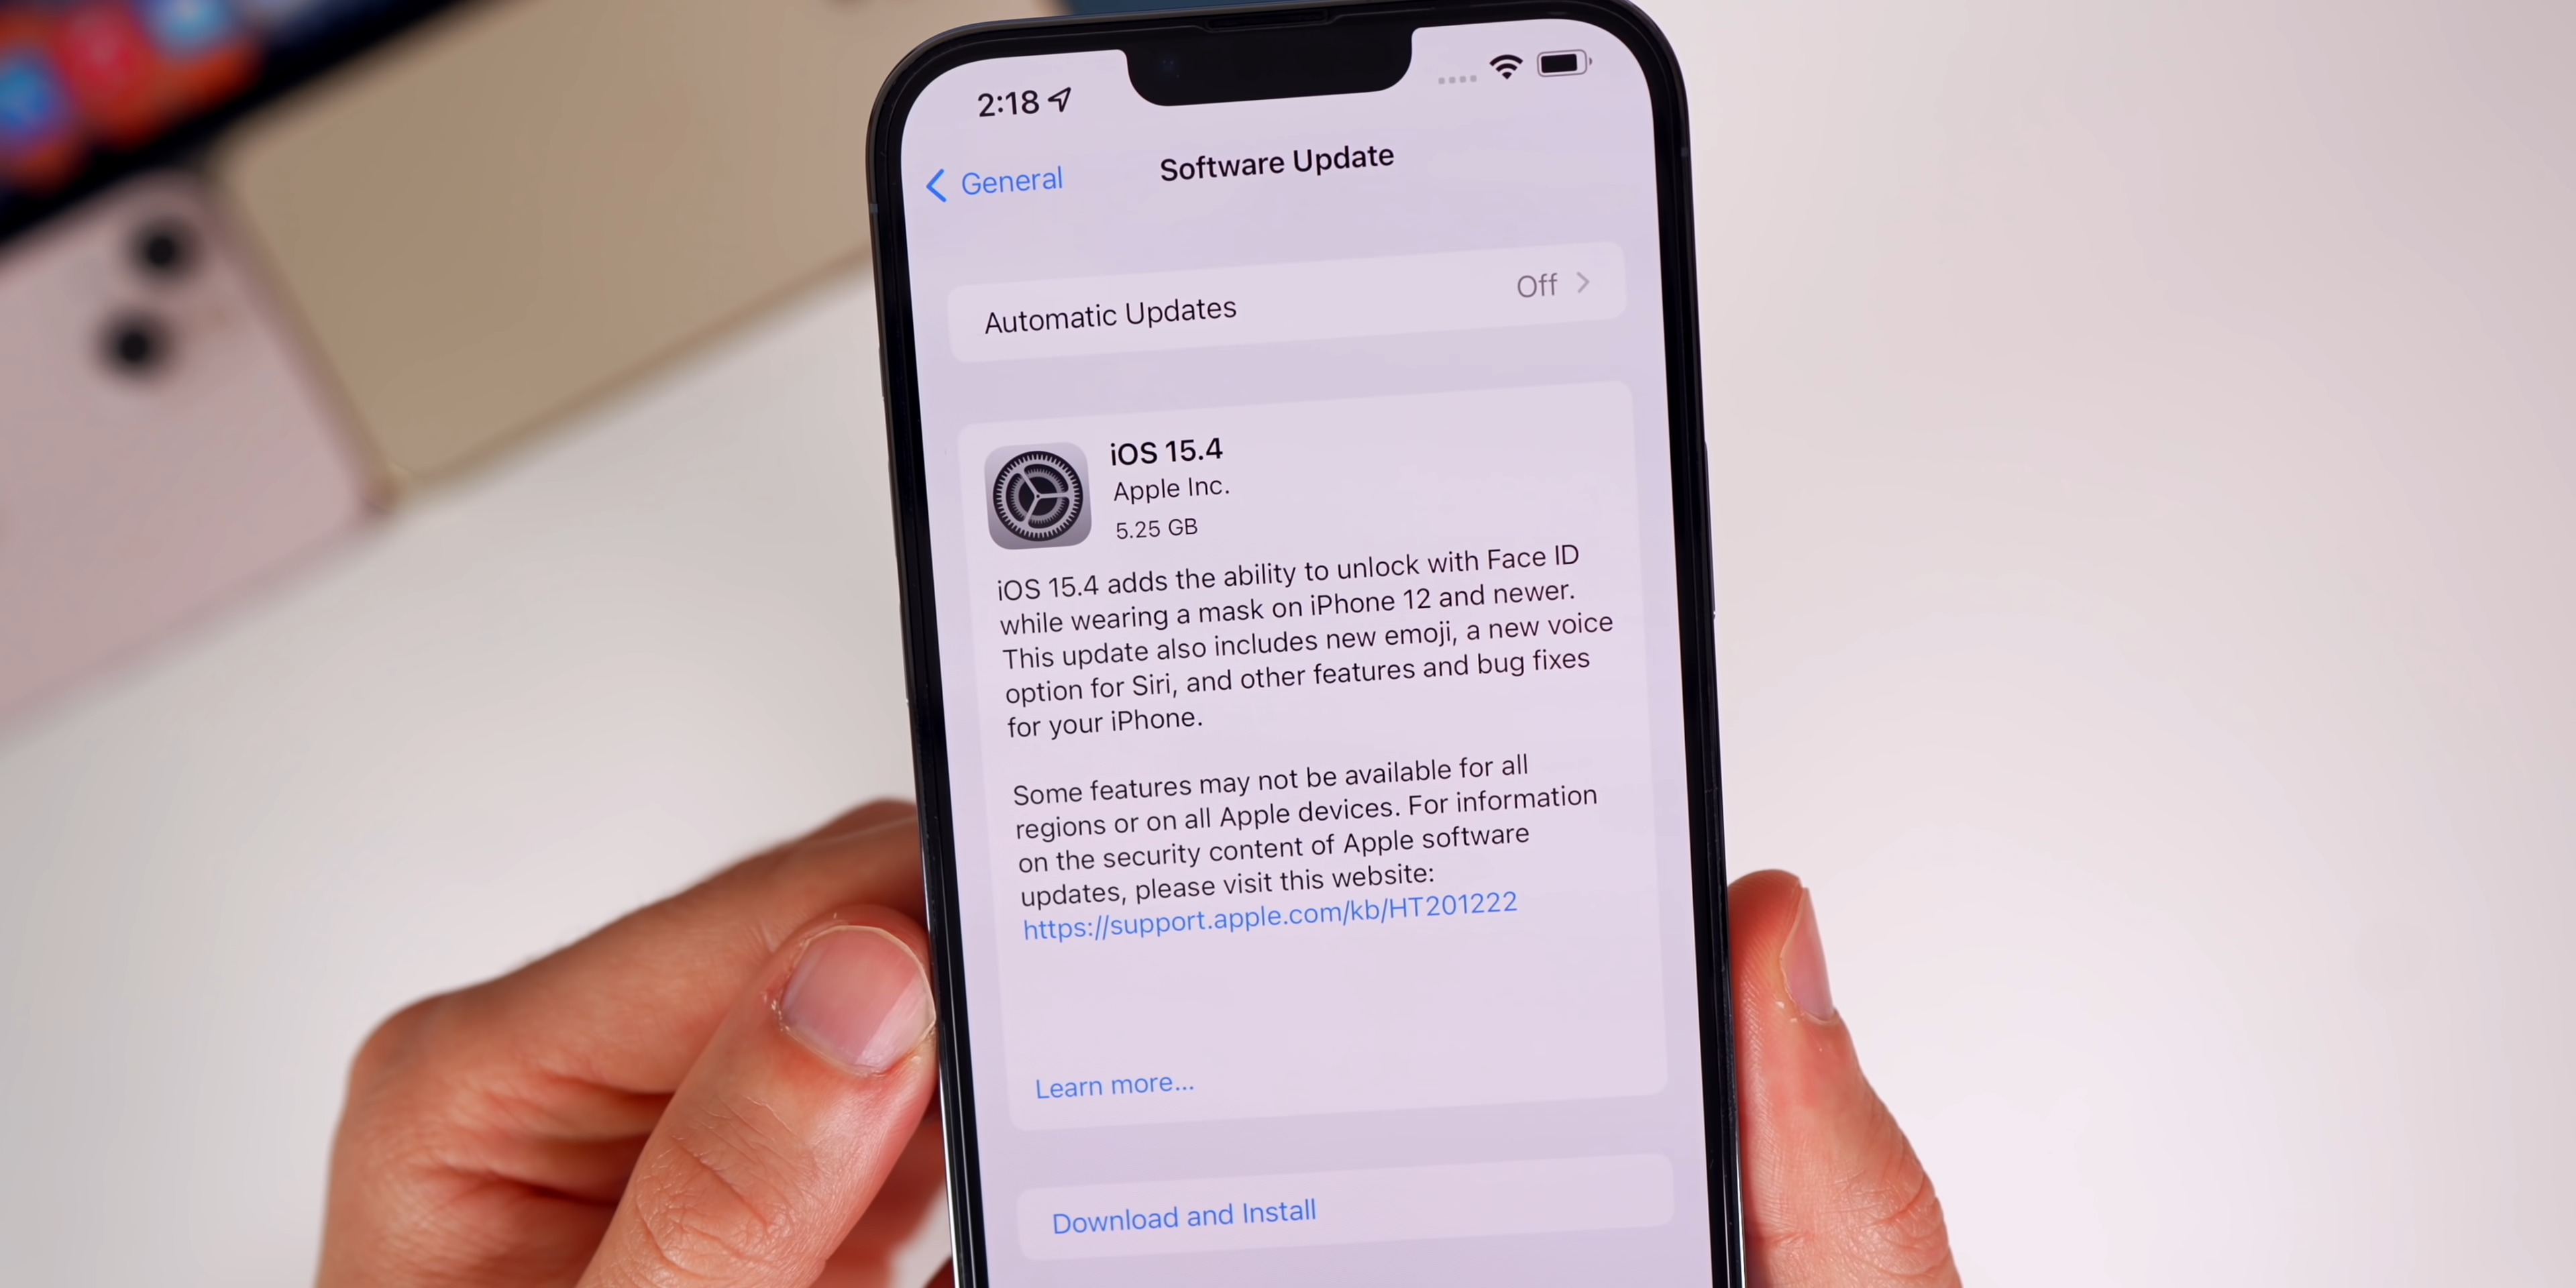 2:18
General
Software Update
Automatic Updates
Off
iOS 15.4
Apple Inc.
5.25 GB
iOS 15.4 adds the ability to unlock with Face ID
while wearing a mask on iPhone 12 and newer.
This update also includes new emoji, a new voice
option for Siri, and other features and bug fixes
for your iPhone.
Some features may not be available for all
regions or on all Apple devices. For information
on the security content of Apple software
updates, please visit this website:
https://support.apple.com/kb/HT201222
Learn more...
Download and Install